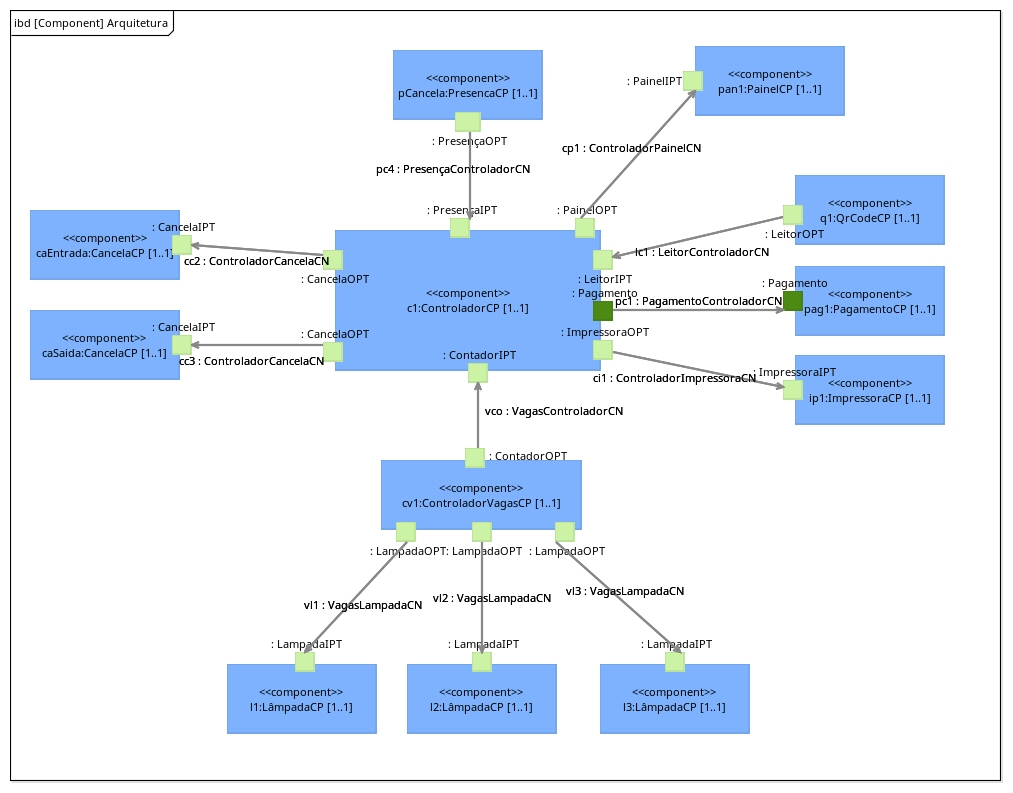 ibd [Component] Arquitetura
<<component>>
pCancela:PresencaCP [1..1]
: PresençaOPT
pc4 : PresençaControladorCN
: PresençaIPT
: PainelIPT
<<component>>
pan1:PainelCP [1..1]
cp1 : ControladorPainelCN
: PainelOPT
<<component>>
q1:QrCodeCP [1..1]
: LeitorOPT
lc1 : LeitorControladorCN
: LeitorIPT
: CancelaIPT
<<component>>
caEntrada:CancelaCP [1..1]
cc2 : ControladorCancelaCN
: CancelaOPT
<<component>>
c1:ControladorCP [1..1]
: Pagamento
pc1 : PagamentoControladorCN
: Pagamento
<<component>>
pag1:PagamentoCP [1..1]
: CancelaIPT
<<component>>
caSaida:CancelaCP [1..1]
cc3 : ControladorCancelaCN
: CancelaOPT
: ImpressoraOPT
ci1 : ControladorImpressoraCN
: ImpressoraIPT
<<component>>
ip1:ImpressoraCP [1..1]
: ContadorIPT
vco : VagasControladorCN
: ContadorOPT
<<component>>
cv1:ControladorVagasCP [1..1]
: LampadaOPT
: LampadaOPT
: LampadaOPT
vl1 : VagasLampadaCN
vl2 : VagasLampadaCN
vl3 : VagasLampadaCN
: LampadaIPT
: LampadaIPT
: LampadaIPT
<<component>>
l1:LâmpadaCP [1..1]
<<component>>
l2:LâmpadaCP [1..1]
<<component>>
l3:LâmpadaCP [1..1]